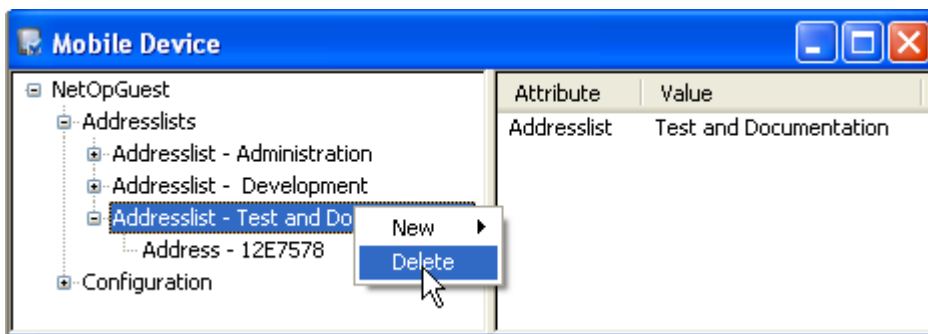 Mobile Device
NetOpGuest
Addresslists
Addresslist - Administration
Addresslist - Development
Addresslist - Test and Do
Address - 12E7578
Configuration
New
Delete
Attribute Value
Addresslist Test and Documentation